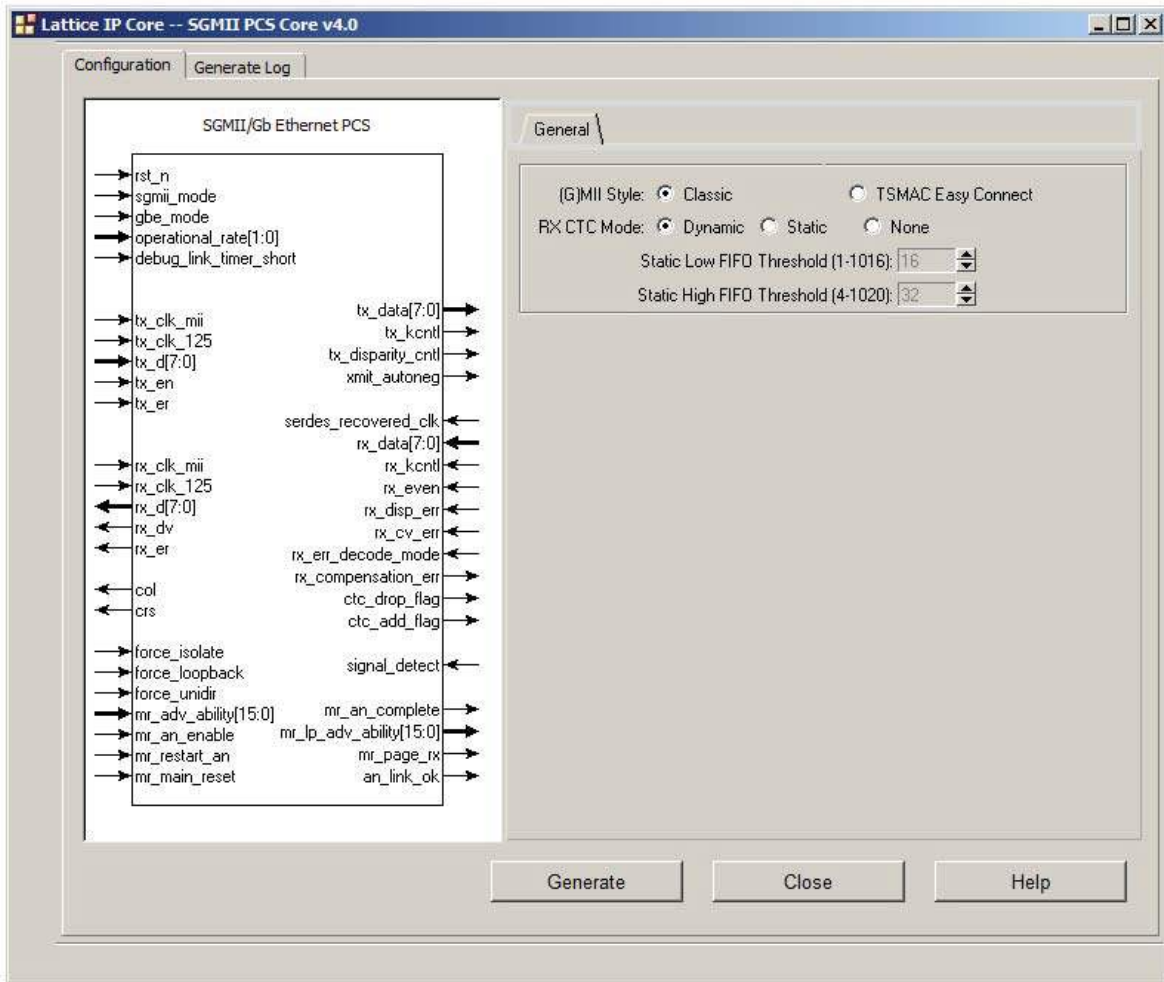 Lattice IP Core -- SGMII PCS Core v4.0
Configuration
Generate Log
SGMII/Gb Ethernet PCS
rst_n
sgmii_mode
gbe_mode
operational_rate[1:0]
debug_link_timer_short
tx_clk_mii
tx_clk_125
tx_d[7:0]
tx_en
tx_er
rx_clk_mii
rx_clk_125
rx_d[7:0]
rx_dv
rx_er
col
crs
force_isolate
force_loopback
force_unidir
mr_adv_ability[15:0]
mr_an_enable
mr_restart_an
mr_main_reset
tx_data[7:0]
tx_kcntl
tx_disparity_cntl
xmit_autoneg
serdes_recovered_clk
rx_data[7:0]
rx_kcntl
rx_even
rx_disp_err
rx_cv_err
rx_err_decode_mode
rx_compensation_err
ctc_drop_flag
ctc_add_flag
signal_detect
mr_an_complete
mr_lp_adv_ability[15:0]
mr_page_rx
an_link_ok
General
(G)MII Style: Classic TSMAC Easy Connect
RX CTC Mode: Dynamic Static None
Static Low FIFO Threshold (1-1016): 16
Static High FIFO Threshold (4-1020): 32
Generate Close Help